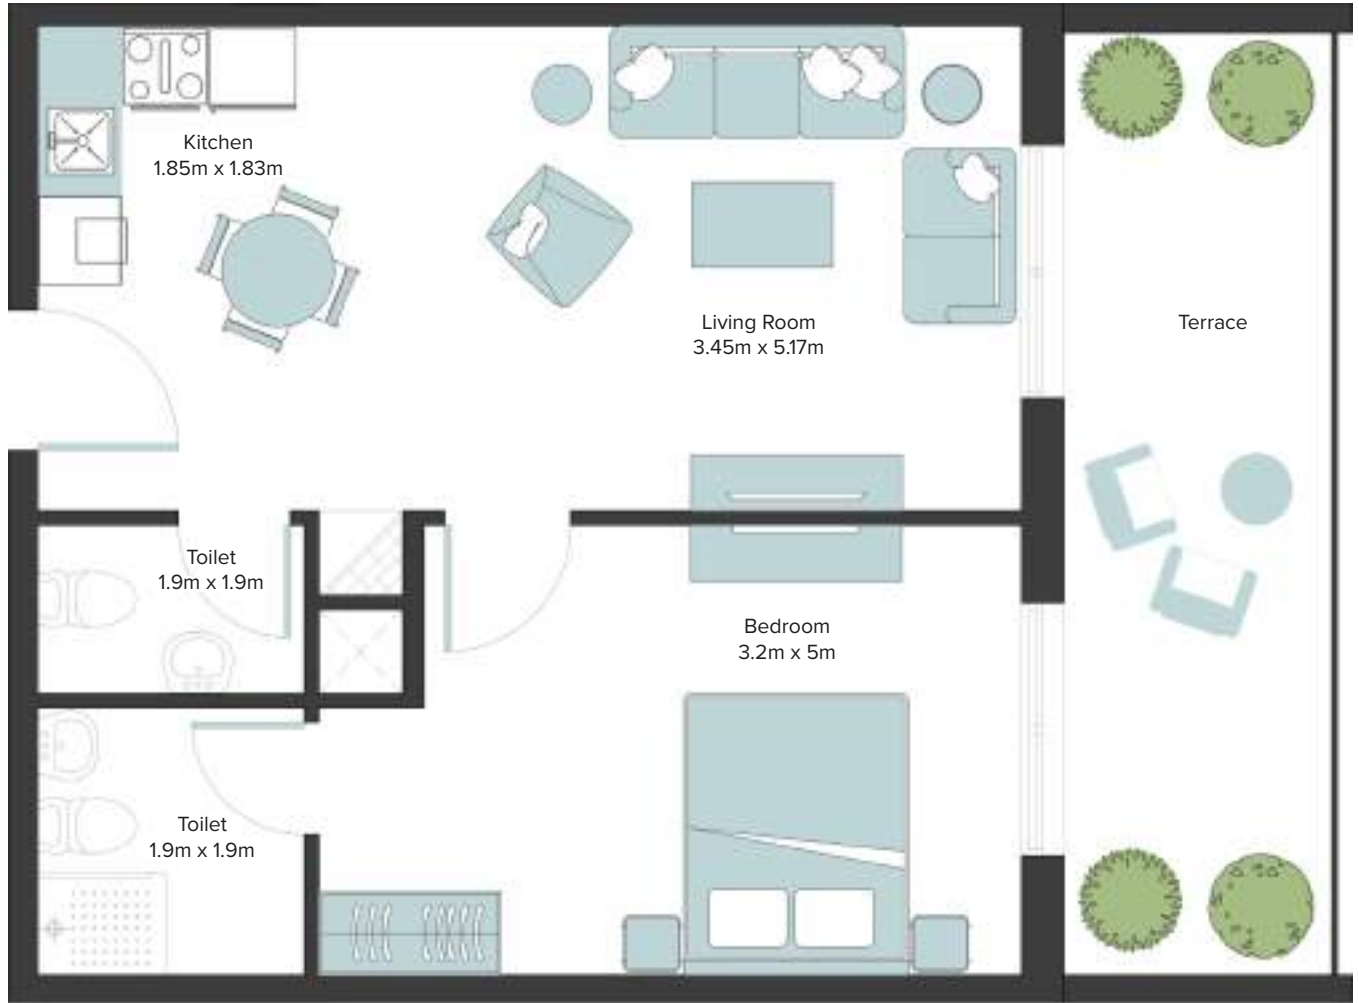 Kitchen
1.85m x 1.83m
Living Room
3.45m x 5.17m
Terrace
Toilet
1.9m x 1.9m
Bedroom
3.2m x 5m
Toilet
1.9m x 1.9m